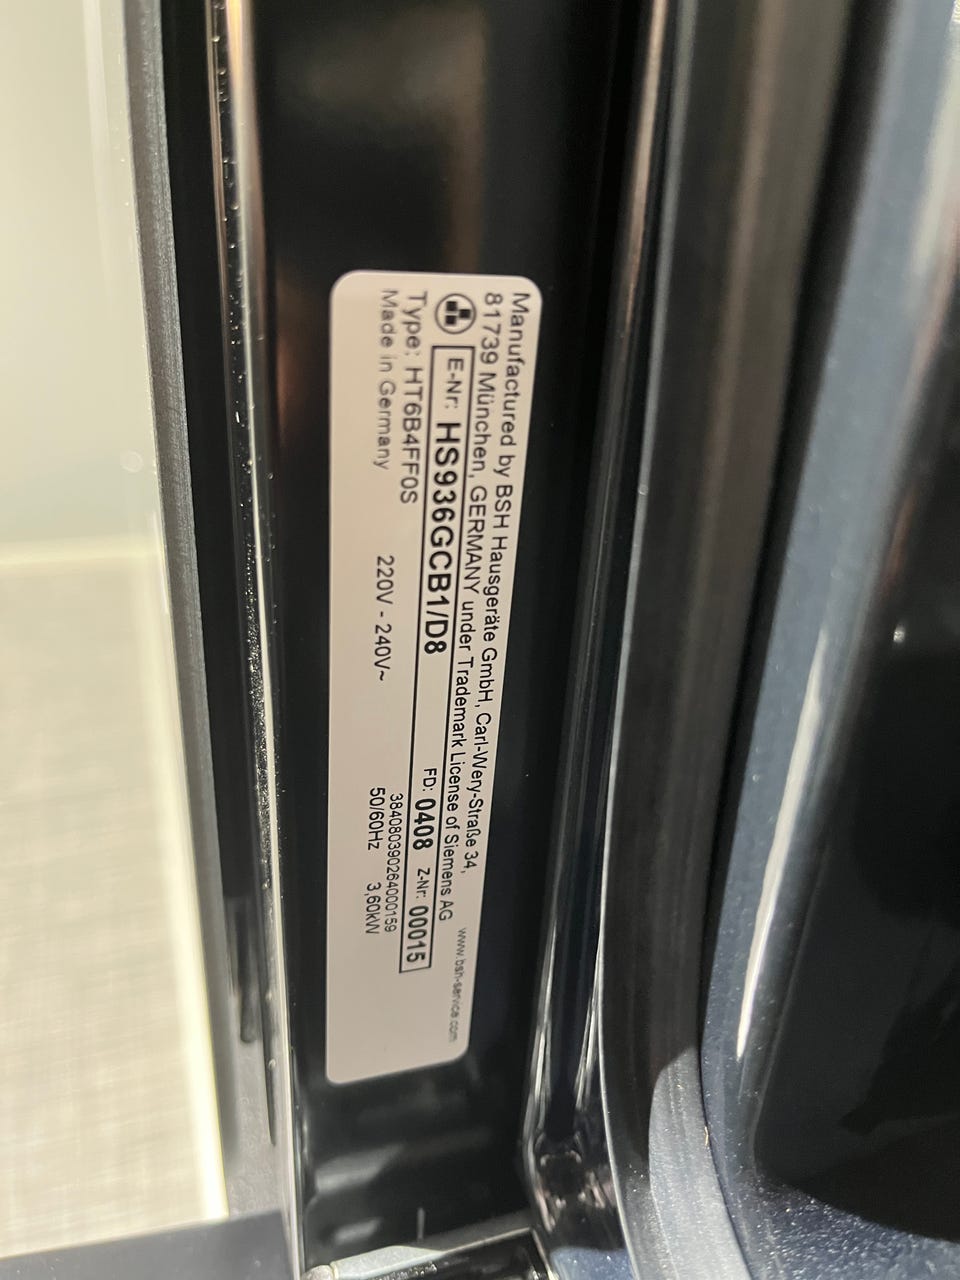 Manufactured by BSH Hausgeräte GmbH, Carl-Wery-Straße 34,
81739 München, GERMANY under Trademark License of Siemens AG www.bsh-service.com
E-Nr: HS936GCB1/D8 FD: 0408 Z-Nr: 00015
Type: HT6B4FF0S 384080390264000159
Made in Germany 220V - 240V~ 50/60Hz 3,60kW